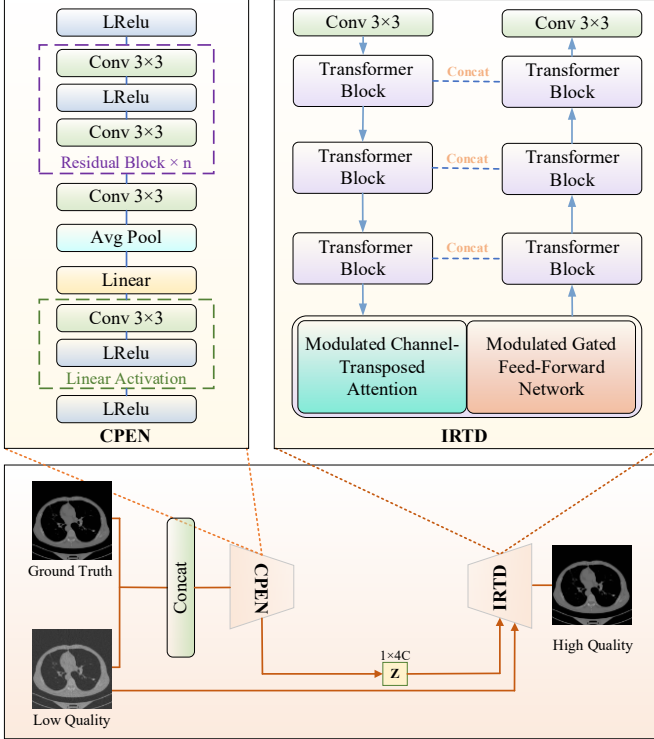 LRelu
Conv 3×3
LRelu
Conv 3×3
Residual Block × n
Conv 3×3
Avg Pool
Linear
Conv 3×3
LRelu
Linear Activation
LRelu
CPEN
Conv 3×3
Conv 3×3
Transformer
Block
Concat
Transformer
Block
Transformer
Block
Concat
Transformer
Block
Transformer
Block
Concat
Transformer
Block
Modulated Channel-
Transposed
Attention
Modulated Gated
Feed-Forward
Network
IRTD
Ground Truth
Concat
CPEN
IRTD
High Quality
1×4C
Z
Low Quality